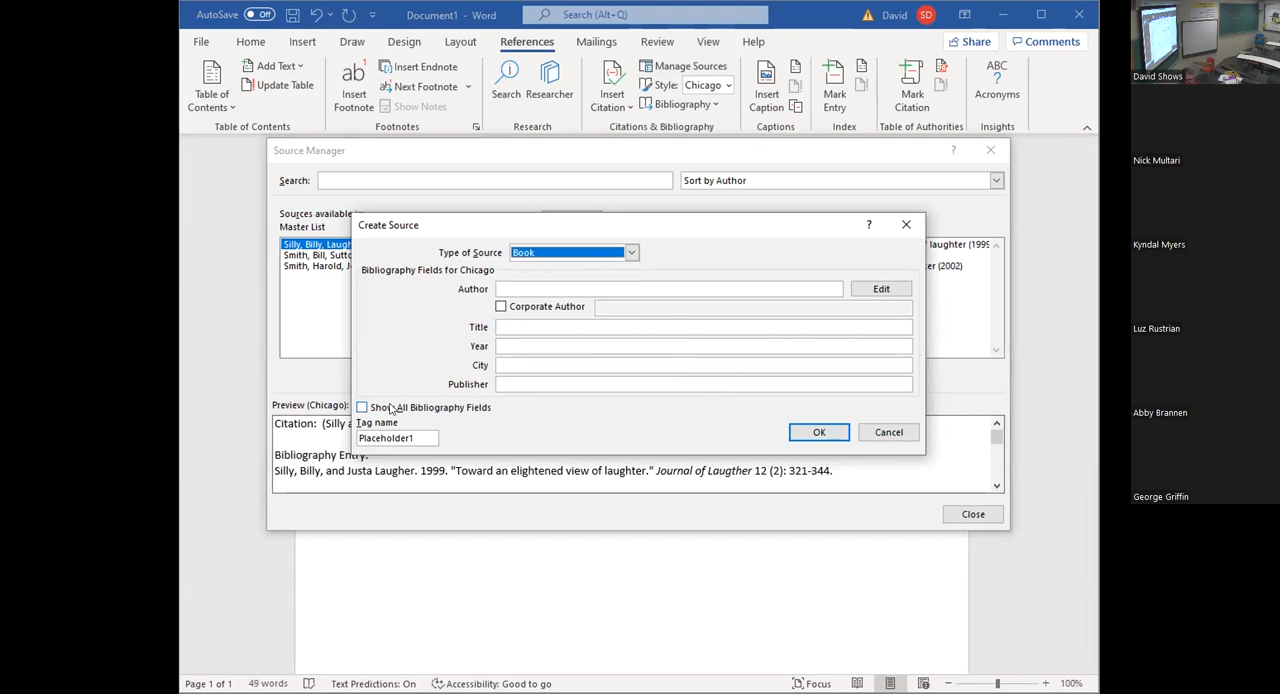 AutoSave Off Document1 - Word Search (Alt+Q) David SD
File Home Insert Draw Design Layout References Mailings Review View Help Share Comments
Table of Contents
Add Text
Update Table
Table of Contents
ab
Insert Footnote
Insert Endnote
Next Footnote
Show Notes
Footnotes
Search
Researcher
Research
Insert Citation
Manage Sources
Style: Chicago
Bibliography
Citations & Bibliography
Insert Caption
Captions
Mark Entry
Index
Mark Citation
Table of Authorities
ABC
?
Acronyms
Insights
Source Manager ?
Search: Sort by Author
Sources available
Master List
Silly, Billy, Laugh
Smith, Bill, Sutto
Smith, Harold, J
laughter (1999
ter (2002)
Create Source ?
Type of Source Book
Bibliography Fields for Chicago
Author Edit
Corporate Author
Title
Year
City
Publisher
Show All Bibliography Fields
Tag name
Placeholder1
OK Cancel
Preview (Chicago):
Citation: (Silly a
Bibliography Entry:
Silly, Billy, and Justa Laugher. 1999. "Toward an elightened view of laughter." Journal of Laugther 12 (2): 321-344.
Close
Page 1 of 1 49 words Text Predictions: On Accessibility: Good to go Focus 100%
David Shows
Nick Multari
Kyndal Myers
Luz Rustrian
Abby Brannen
George Griffin